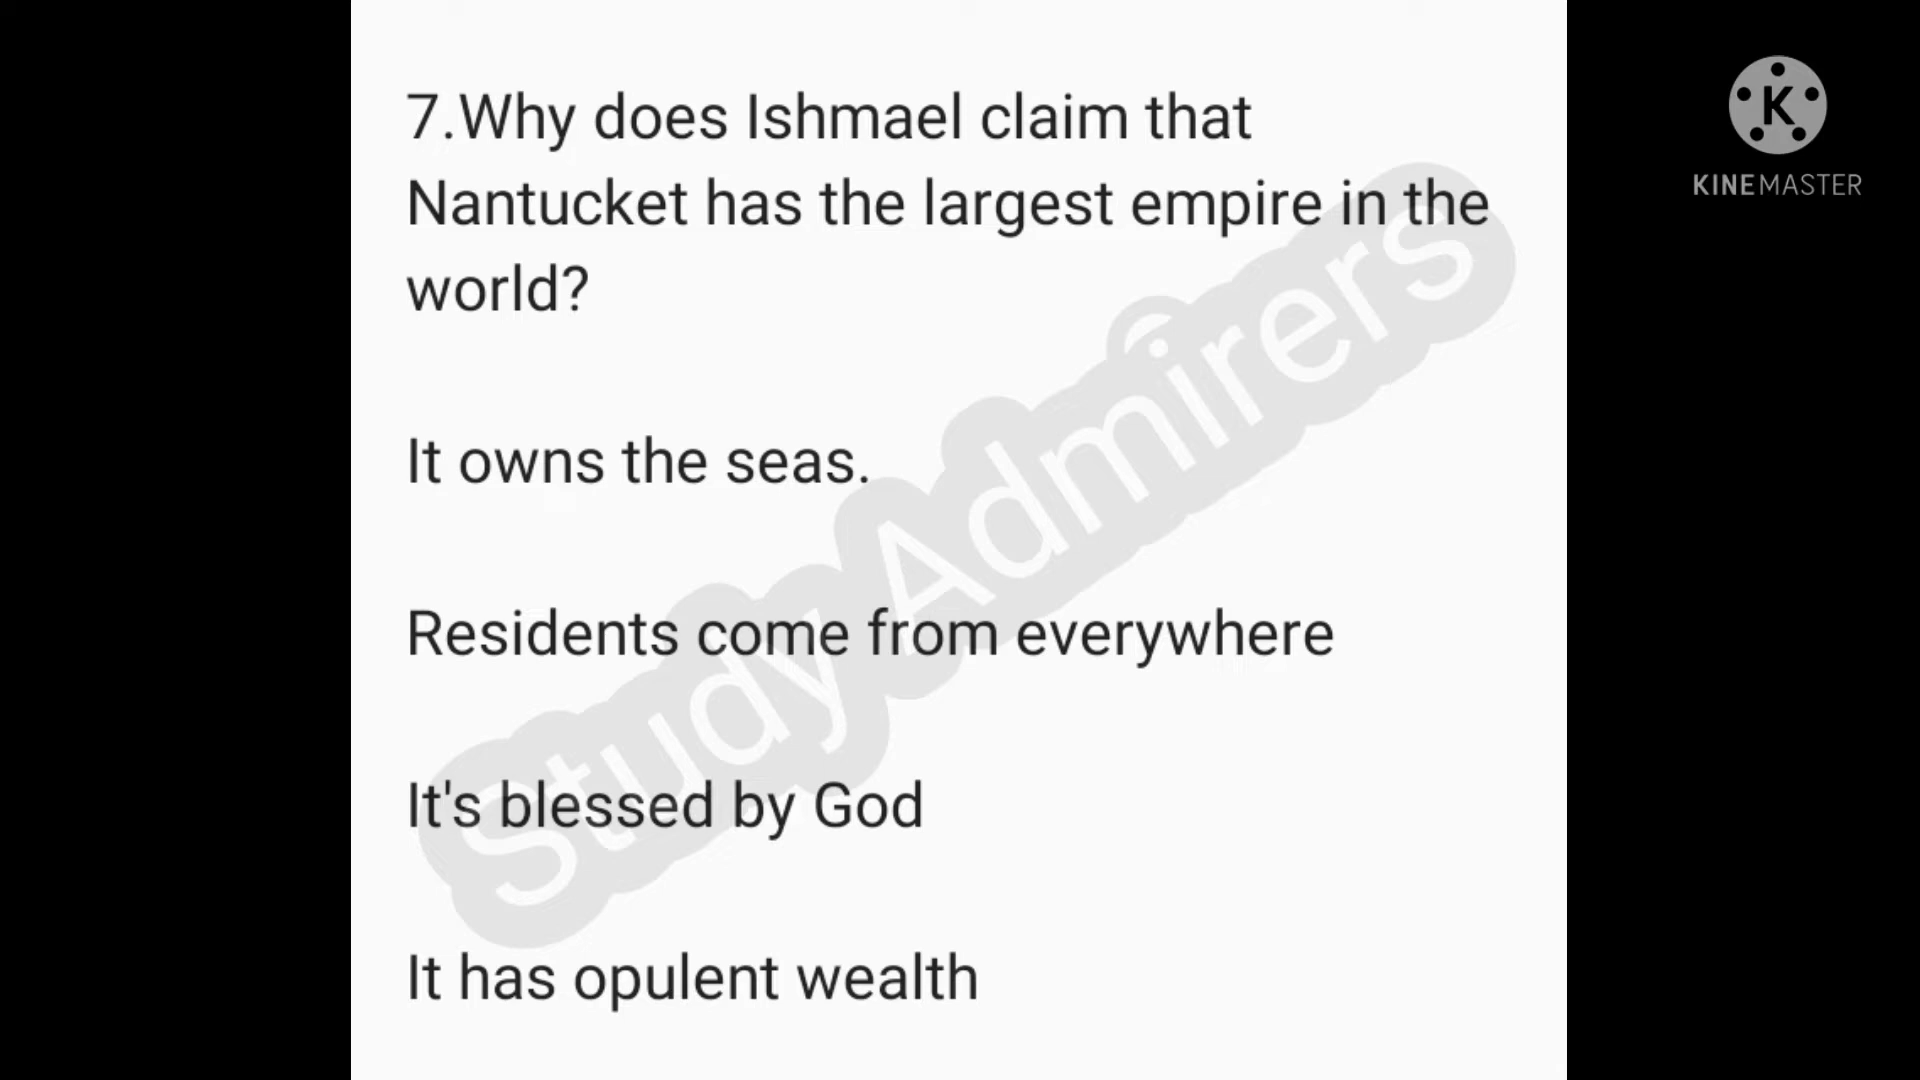 7.Why does Ishmael claim that
Nantucket has the largest empire in the
world?
It owns the seas.
Residents come from everywhere
It's blessed by God
It has opulent wealth
Study Admirers
K
KINEMASTER